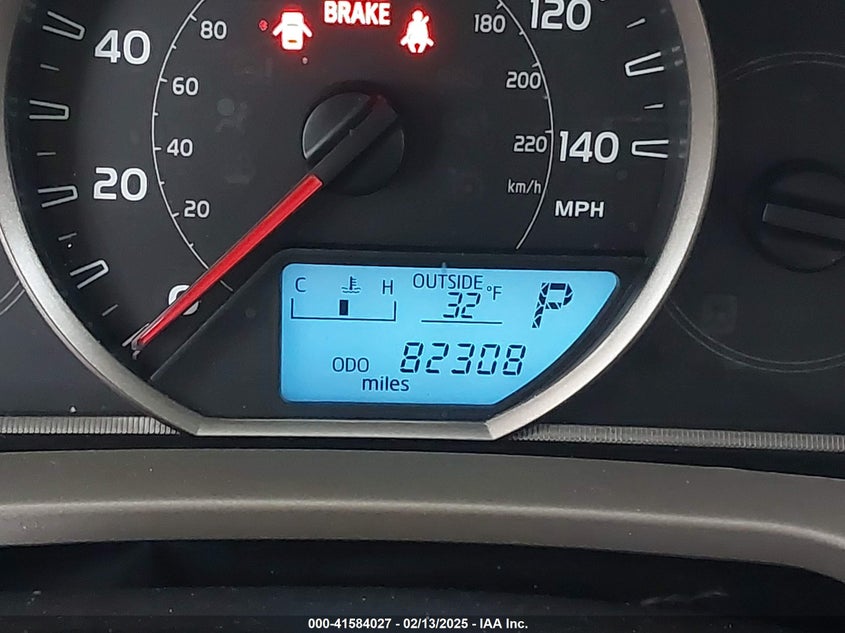 BRAKE
80
180
120
40
60
200
40
220
140
20
20
km/h
MPH
0
C H
OUTSIDE
32 °F
P
ODO 82308
miles
000-41584027 - 02/13/2025 - IAA Inc.